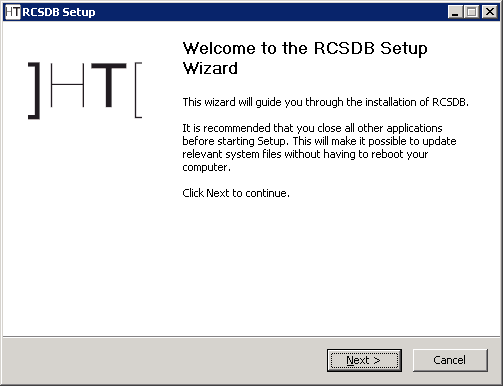 HT RCSDB Setup
]HT[
Welcome to the RCSDB Setup
Wizard
This wizard will guide you through the installation of RCSDB.
It is recommended that you close all other applications
before starting Setup. This will make it possible to update
relevant system files without having to reboot your
computer.
Click Next to continue.
Next >
Cancel